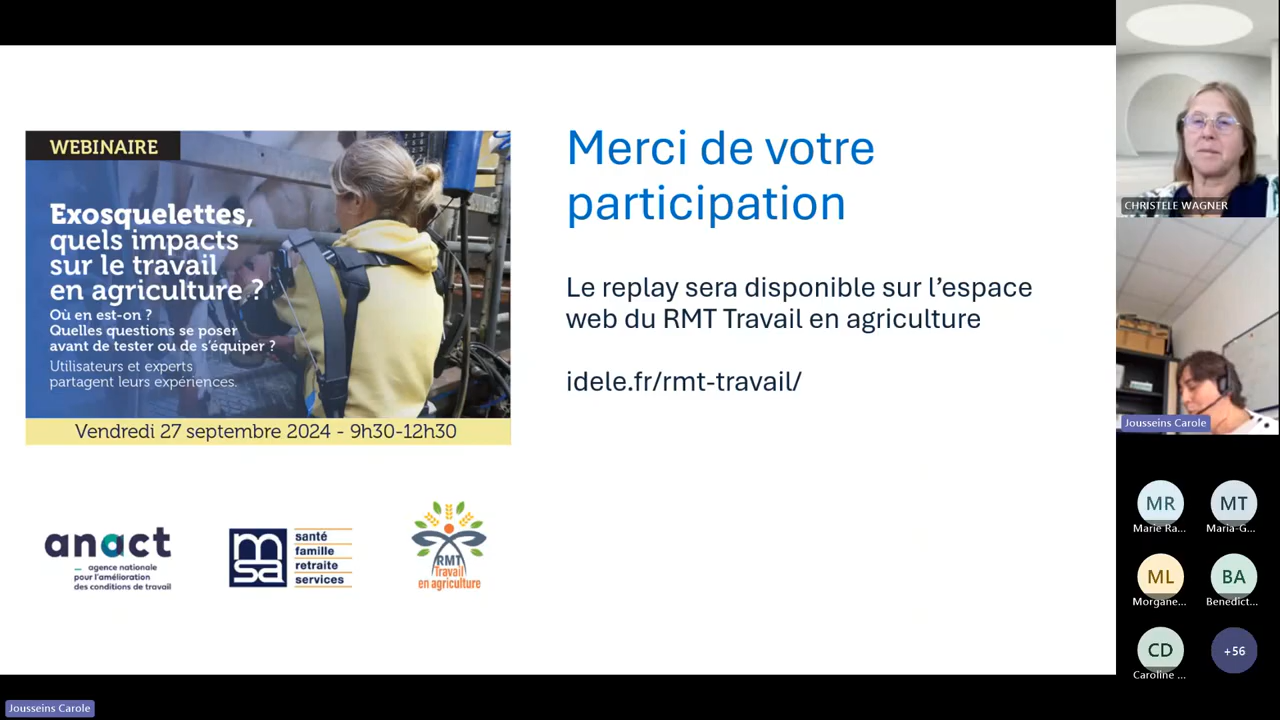 WEBINAIRE
Exosquelettes,
quels impacts
sur le travail
en agriculture ?
Où en est-on ?
Quelles questions se poser
avant de tester ou de s'équiper ?
Utilisateurs et experts
partagent leurs expériences.
Vendredi 27 septembre 2024 - 9h30-12h30
anact
agence nationale
pour l'amélioration
des conditions de travail
msa
santé
famille
retraite
services
RMT
Travail
en agriculture
Merci de votre
participation
Le replay sera disponible sur l’espace
web du RMT Travail en agriculture
idele.fr/rmt-travail/
CHRISTELE WAGNER
Jousseins Carole
MR
Marie Ra...
MT
Maria-G...
ML
Morgane...
BA
Benedict...
CD
Caroline ...
+56
Jousseins Carole